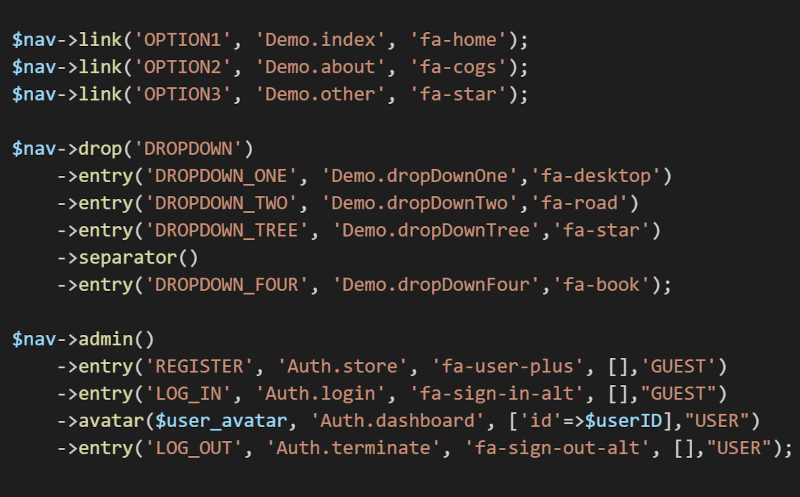 $nav->link('OPTION1', 'Demo.index', 'fa-home');
$nav->link('OPTION2', 'Demo.about', 'fa-cogs');
$nav->link('OPTION3', 'Demo.other', 'fa-star');
$nav->drop('DROPDOWN')
->entry('DROPDOWN_ONE', 'Demo.dropDownOne','fa-desktop')
->entry('DROPDOWN_TWO', 'Demo.dropDownTwo','fa-road')
->entry('DROPDOWN_TREE', 'Demo.dropDownTree','fa-star')
->separator()
->entry('DROPDOWN_FOUR', 'Demo.dropDownFour','fa-book');
$nav->admin()
->entry('REGISTER', 'Auth.store', 'fa-user-plus', [],'GUEST')
->entry('LOG_IN', 'Auth.login', 'fa-sign-in-alt', [],"GUEST")
->avatar($user_avatar, 'Auth.dashboard', ['id'=>$userID],"USER")
->entry('LOG_OUT', 'Auth.terminate', 'fa-sign-out-alt', [],"USER");